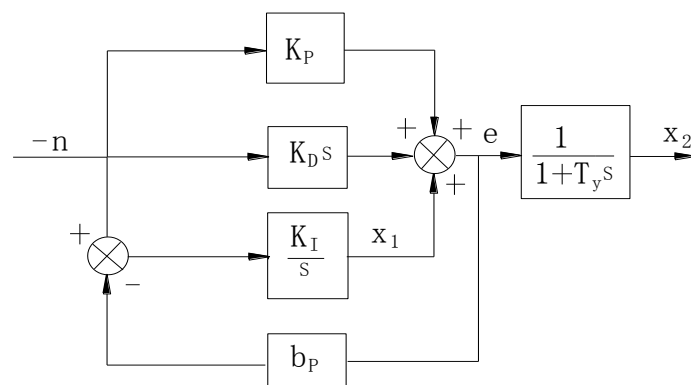 K_P
+
+
-n
K_D s
e
1
1+T_y s
x_2
+
+
K_I
s
x_1
-
b_P